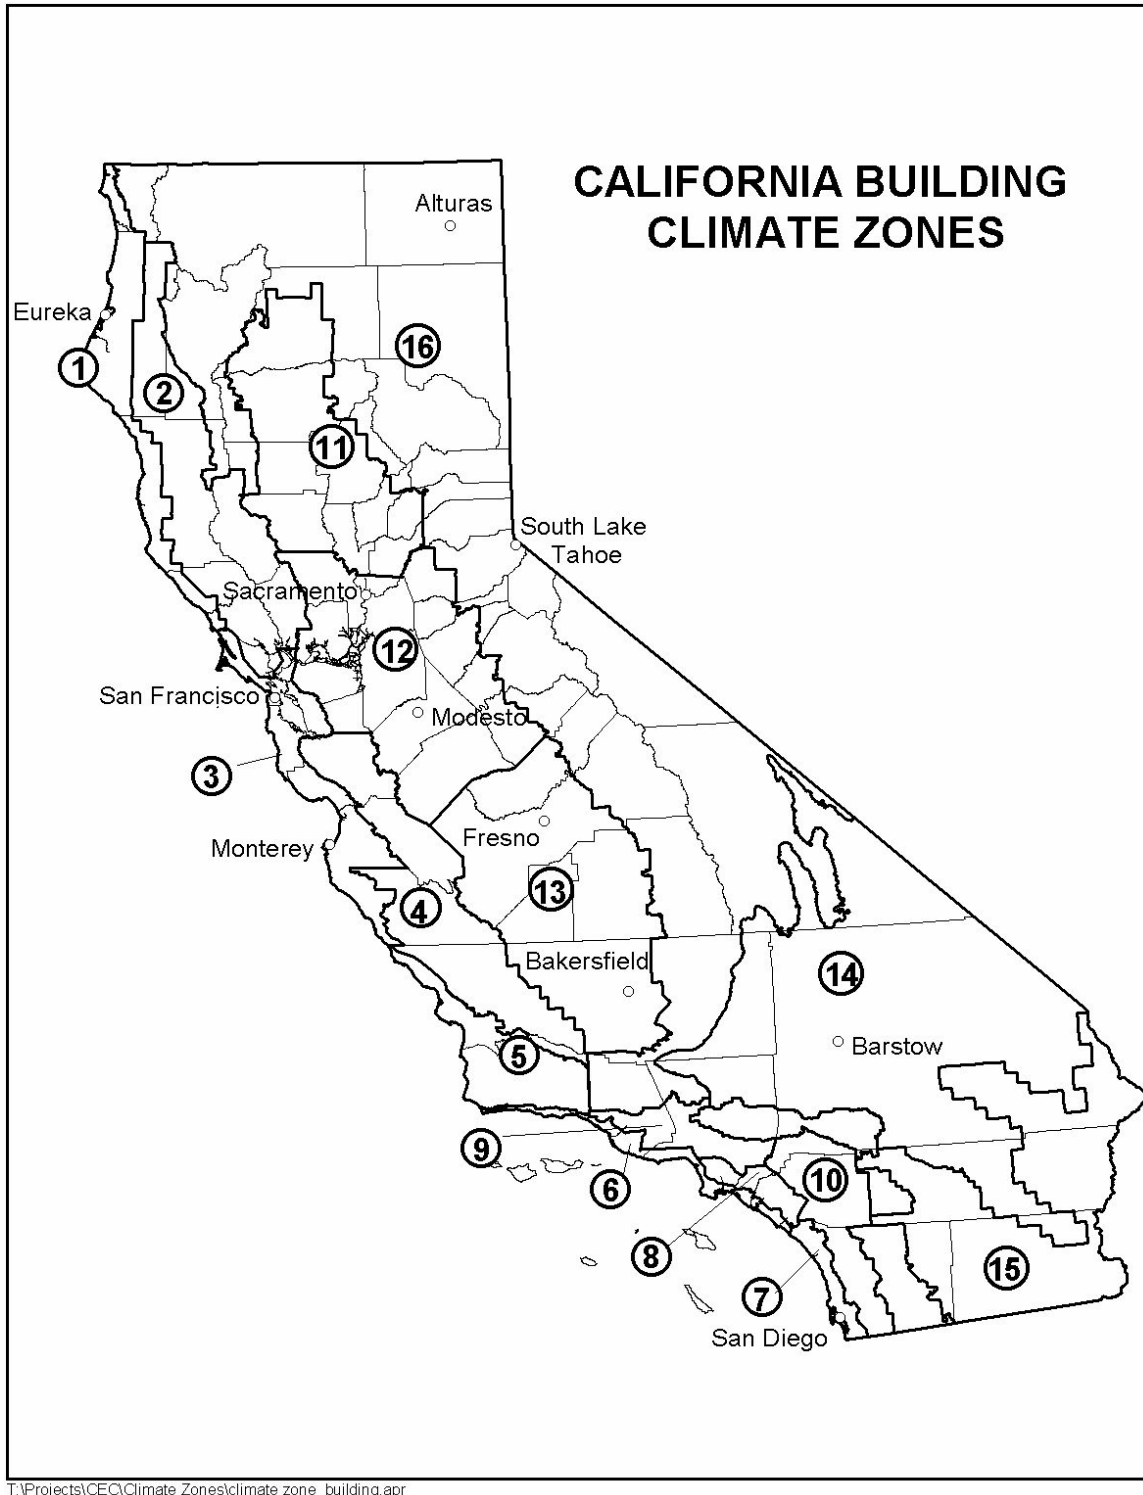 CALIFORNIA BUILDING
CLIMATE ZONES
Alturas
Eureka
16
1
2
11
South Lake
Tahoe
Sacramento
12
San Francisco
Modesto
3
Fresno
Monterey
13
4
Bakersfield
14
5
Barstow
9
10
6
8
15
7
San Diego
T:\Projects\CEC\Climate Zones\climate zone_building.apr